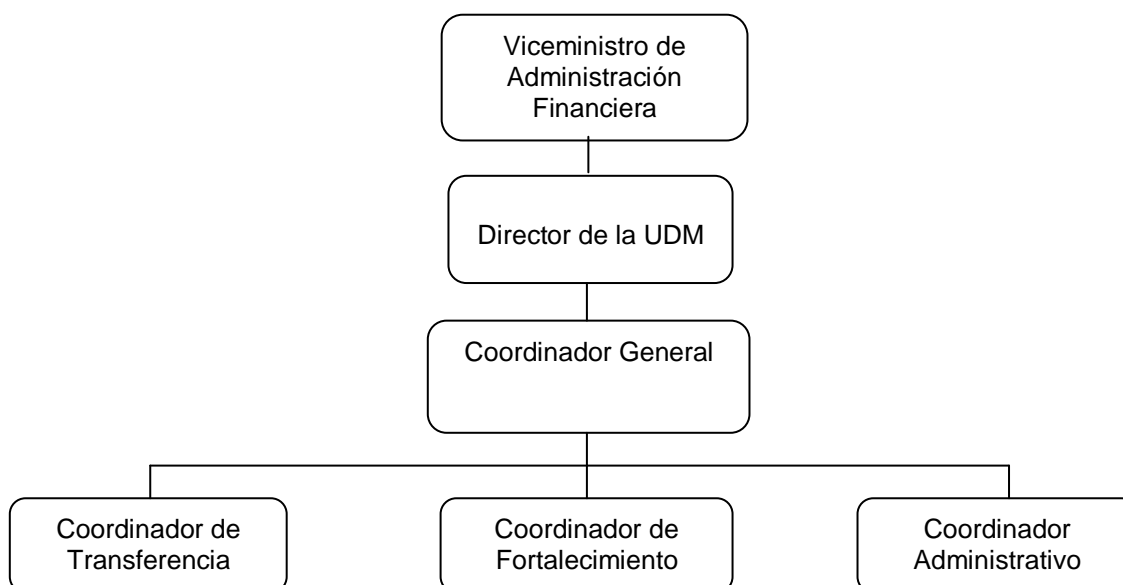 Viceministro de
Administración
Financiera
Director de la UDM
Coordinador General
Coordinador de
Transferencia
Coordinador de
Fortalecimiento
Coordinador
Administrativo